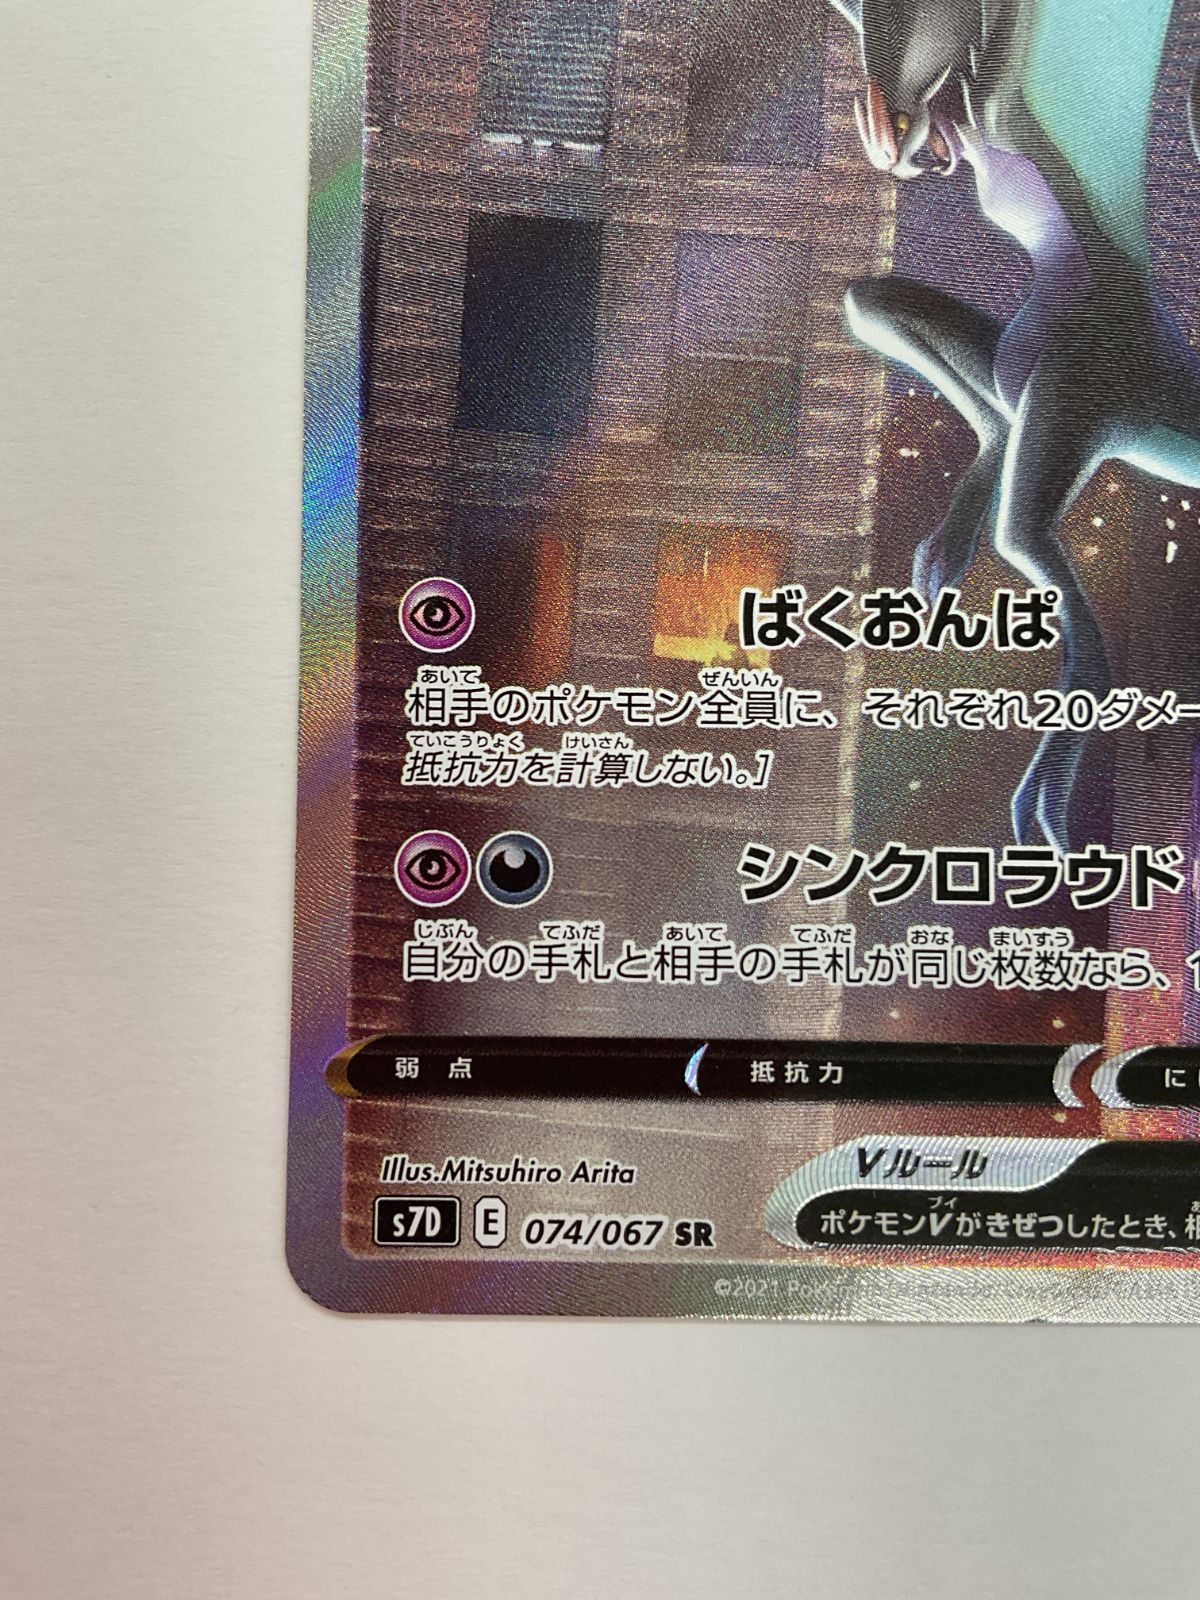 ばくおんぱ
あいて ぜんいん
相手のポケモン全員に、それぞれ20ダメー
ていこうりょく けいさん
抵抗力を計算しない。]
シンクロラウド
じぶん てふだ あいて てふだ おな まいすう
自分の手札と相手の手札が同じ枚数なら、1
弱点 抵抗力 に
Illus.Mitsuhiro Arita
Vルール
s7D E 074/067 SR
ブイ
ポケモンVがきぜつしたとき、相
©2021 Pokémon